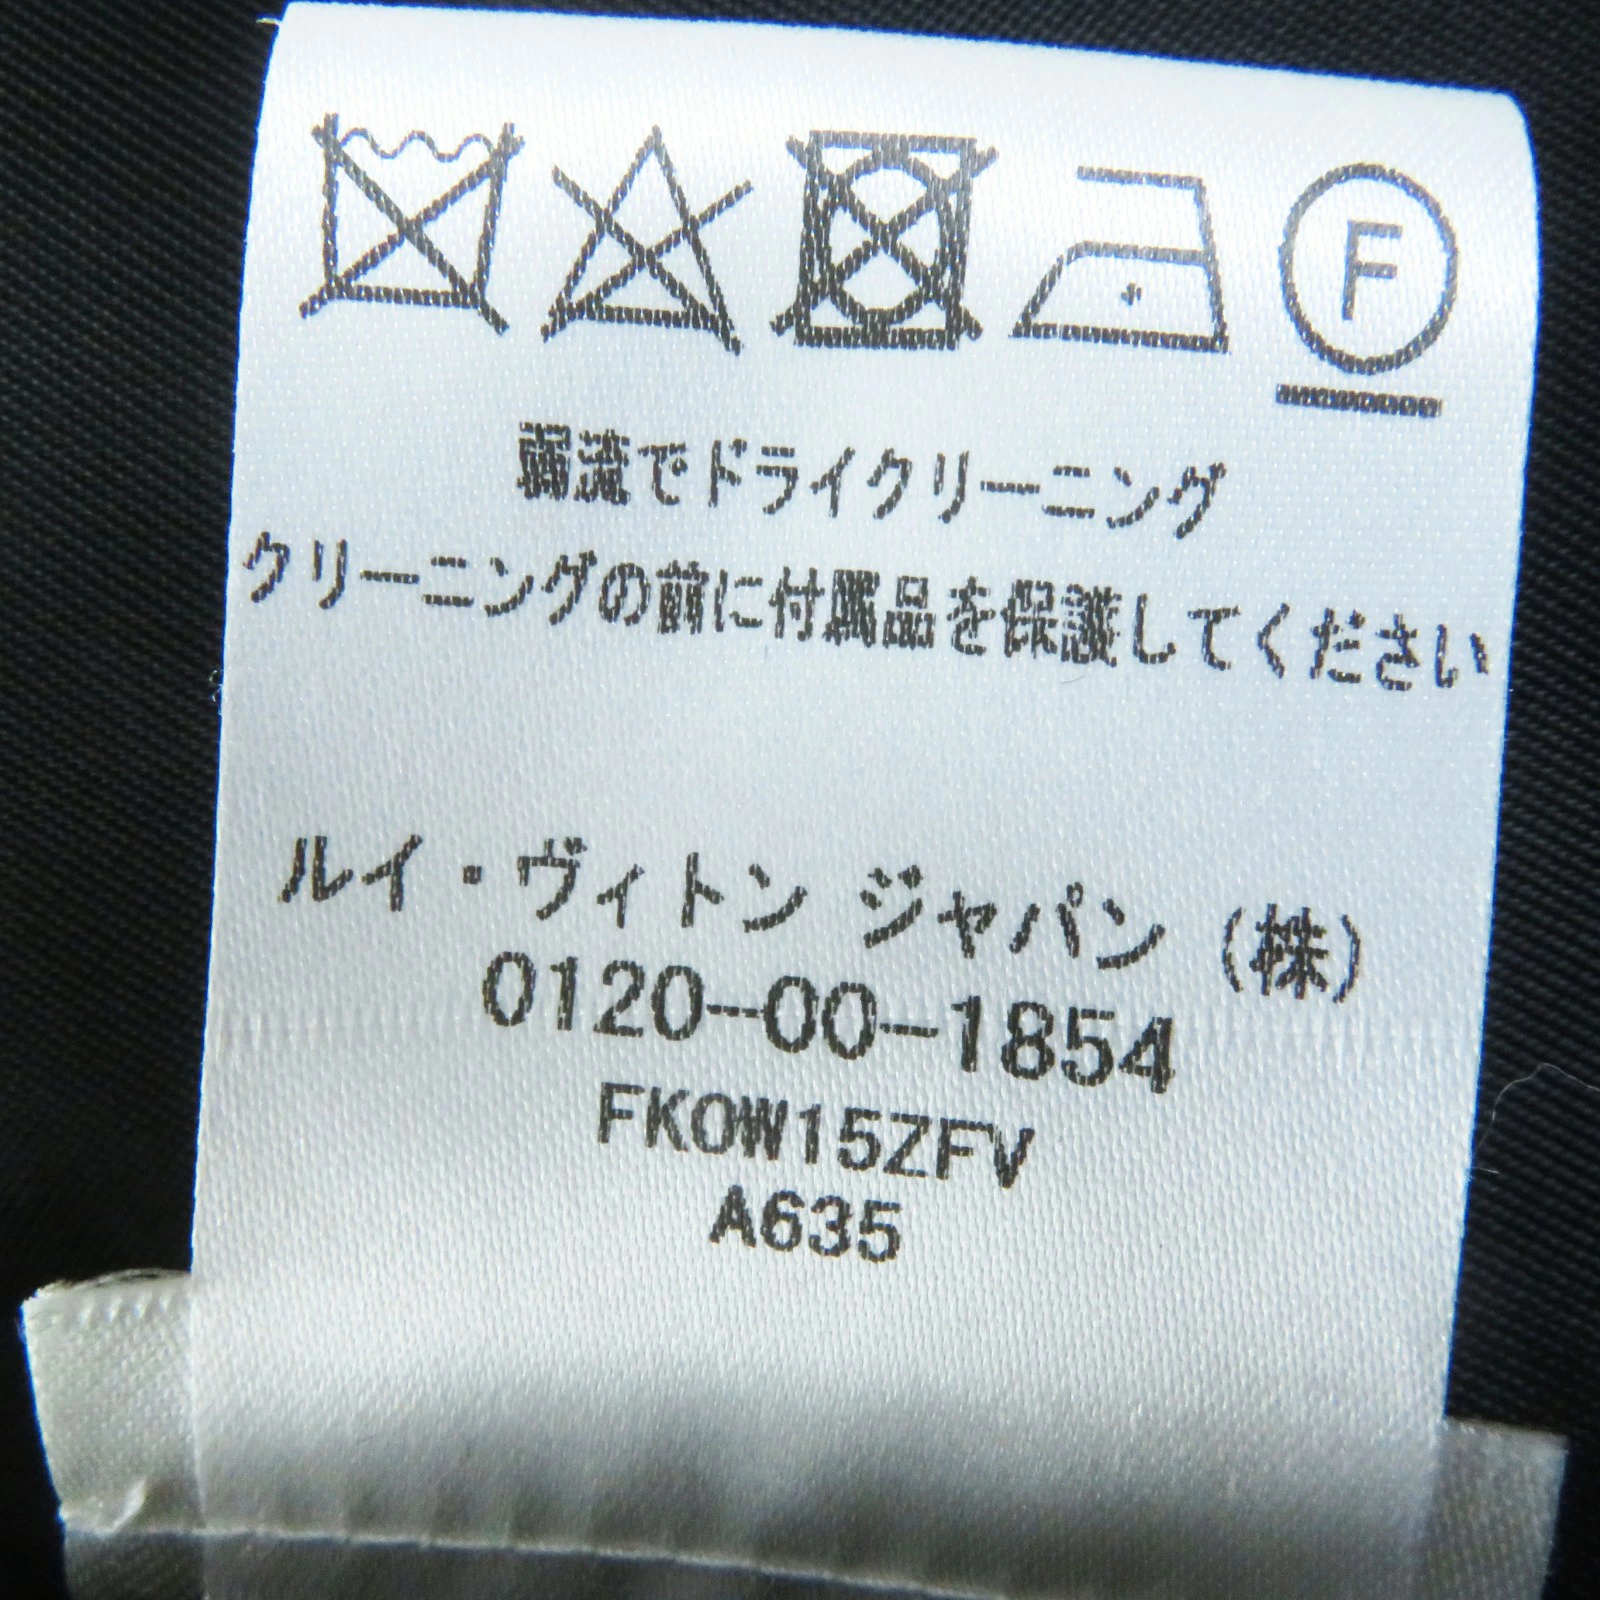 F
弱流でドライクリーニング
クリーニングの前に付属品を保護してください
ルイ・ヴィトン ジャパン (株)
0120-00-1854
FKOW15ZFV
A635